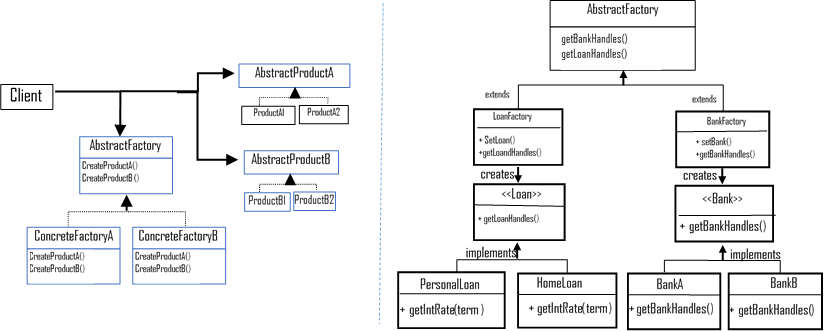 Client
AbstractProductA
ProductA1
ProductA2
AbstractFactory
CreateProductA()
CreateProductB()
AbstractProductB
ProductB1
ProductB2
ConcreteFactoryA
CreateProductA()
CreateProductB()
ConcreteFactoryB
CreateProductA()
CreateProductB()
AbstractFactory
getBankHandles()
getLoanHandles()
extends
extends
LoanFactory
+ SetLoan()
+getLoandHandles()
BankFactory
+ setBank()
+getBankHandles()
creates
creates
<<Loan>>
+ getLoanHandles()
<<Bank>>
+ getBankHandles()
implements
implements
PersonalLoan
+ getIntRate(term)
HomeLoan
+ getIntRate(term)
BankA
+ getBankHandles()
BankB
+ getBankHandles()